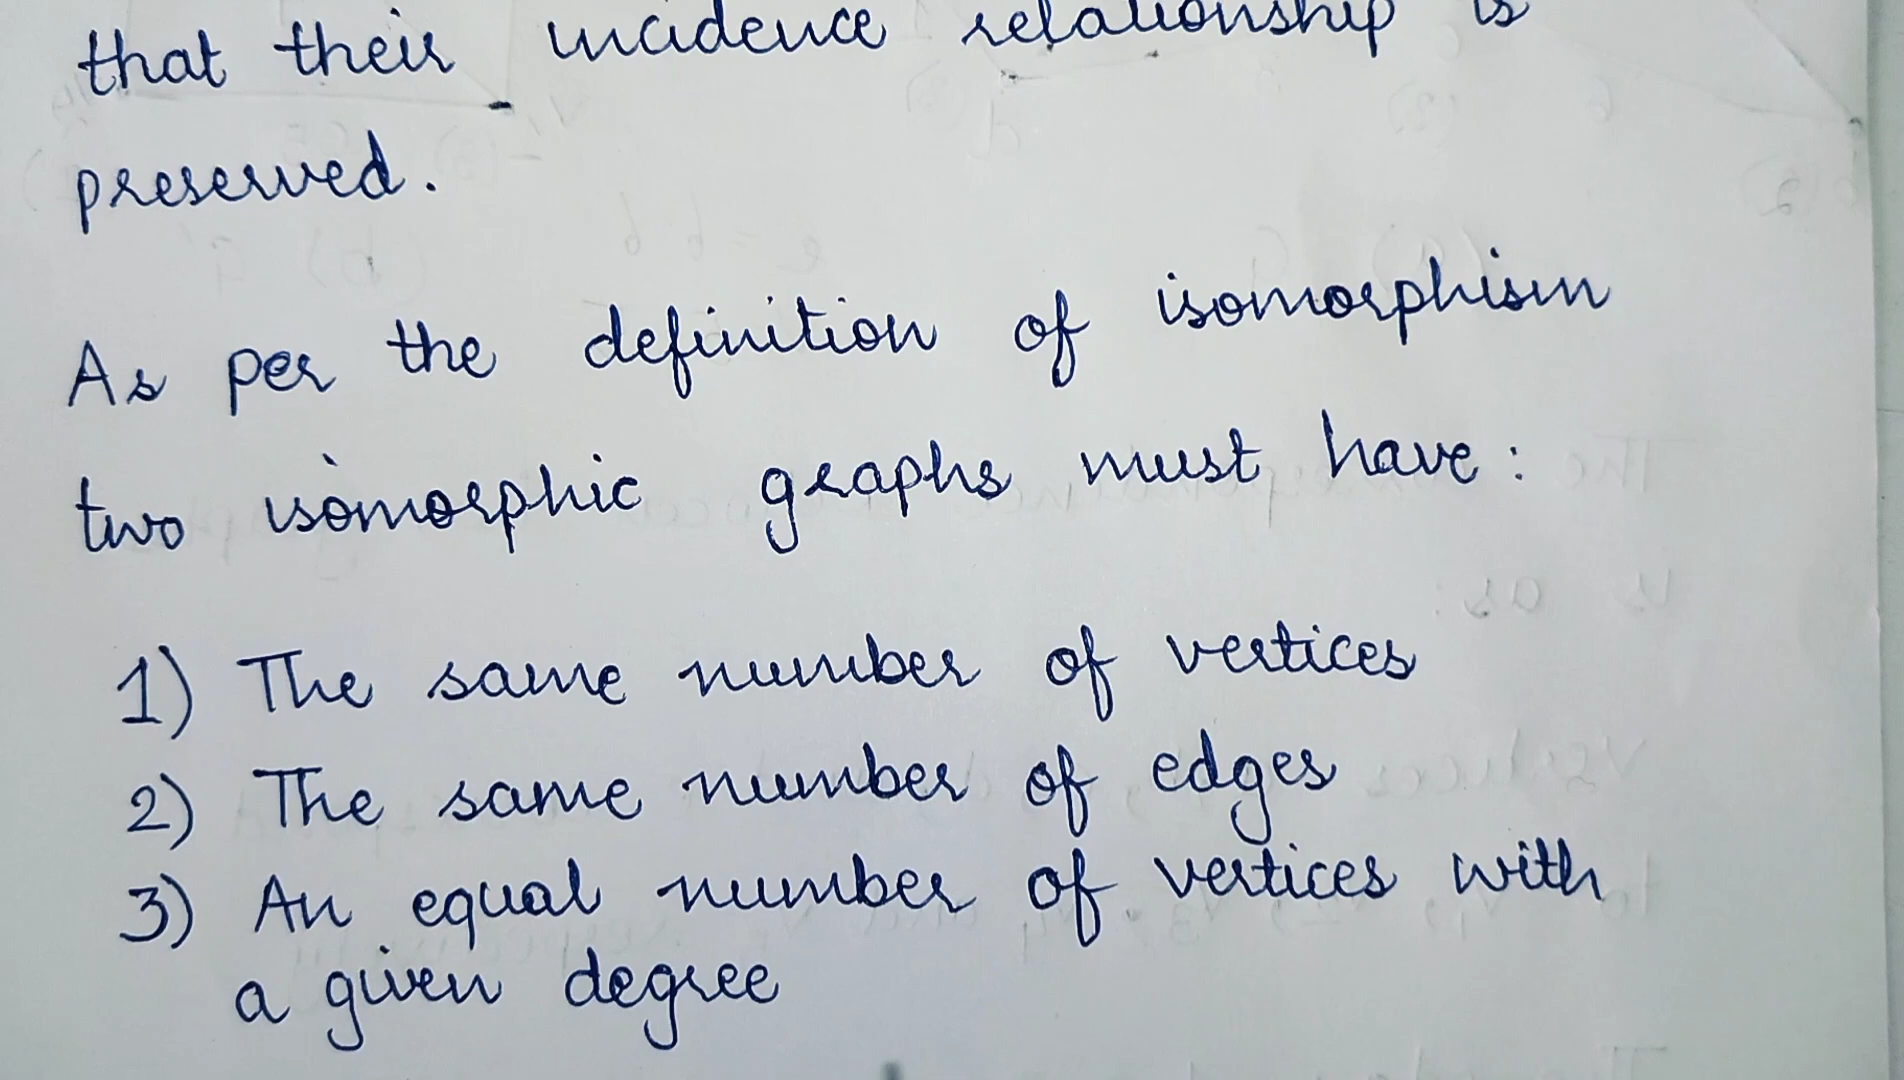 that their incidence relationship is
preserved.
As per the definition of isomorphism
two isomorphic graphs must have:
1) The same number of vertices
2) The same number of edges
3) An equal number of vertices with
a given degree